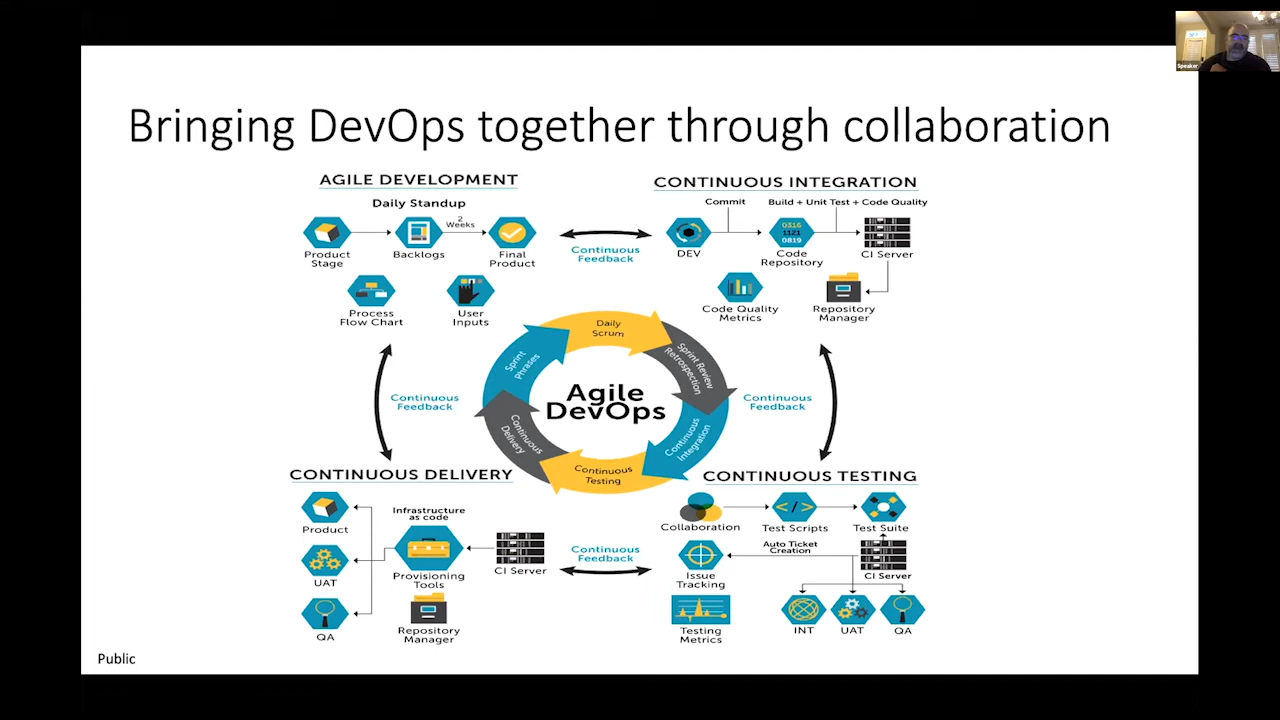 Speaker
Bringing DevOps together through collaboration
AGILE DEVELOPMENT
Daily Standup
Product
Stage
Backlogs
2
Weeks
Final
Product
Process
Flow Chart
User
Inputs
Continuous
Feedback
CONTINUOUS INTEGRATION
Commit
Build + Unit Test + Code Quality
DEV
0316
1121
0819
Code
Repository
CI Server
Code Quality
Metrics
Repository
Manager
Continuous
Feedback
Sprint
Phrases
Daily
Scrum
Sprint Review
Retrospection
Continuous
Integration
Continuous
Testing
Continuous
Delivery
Agile
DevOps
Continuous
Feedback
CONTINUOUS DELIVERY
Product
UAT
QA
Infrastructure
as code
Provisioning
Tools
Repository
Manager
CI Server
Continuous
Feedback
CONTINUOUS TESTING
Collaboration
Test Scripts
Test Suite
Auto Ticket
Creation
Issue
Tracking
CI Server
Testing
Metrics
INT
UAT
QA
Public